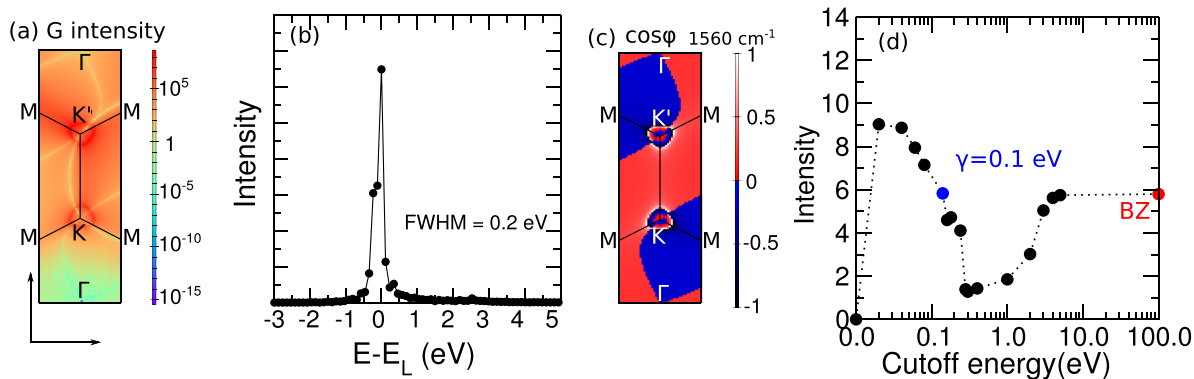 (a) G intensity
Γ
M K' M
M K M
Γ
10^5
1
10^-5
10^-10
10^-15
(b)
Intensity
FWHM = 0.2 eV
-3 -2 -1 0 1 2 3 4 5
E-E_L (eV)
(c) cosφ 1560 cm^-1
Γ
M K' M
M K M
Γ
1
0.5
0
-0.5
-1
(d)
Intensity
14
12
10
8
6
4
2
0
γ=0.1 eV
BZ
0.0 0.1 1.0 10.0 100.0
Cutoff energy(eV)